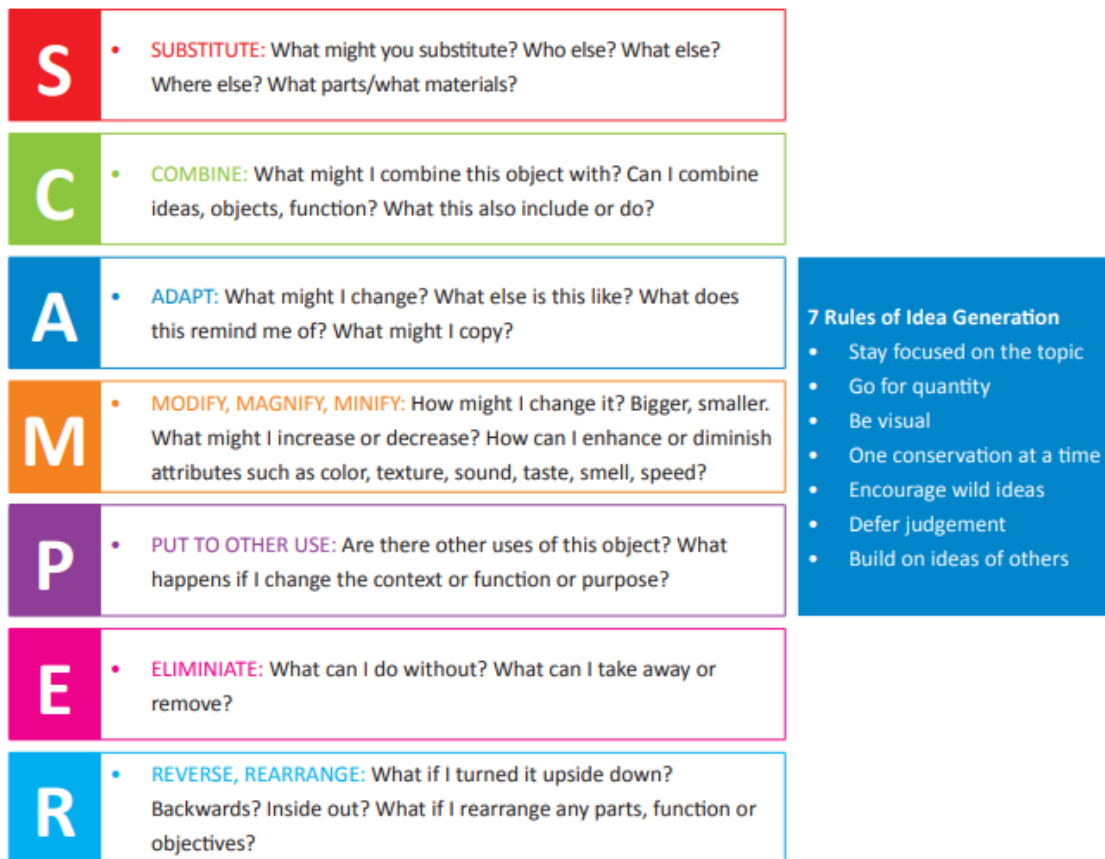 S
• SUBSTITUTE: What might you substitute? Who else? What else?
Where else? What parts/what materials?
C
• COMBINE: What might I combine this object with? Can I combine
ideas, objects, function? What this also include or do?
A
• ADAPT: What might I change? What else is this like? What does
this remind me of? What might I copy?
M
• MODIFY, MAGNIFY, MINIFY: How might I change it? Bigger, smaller.
What might I increase or decrease? How can I enhance or diminish
attributes such as color, texture, sound, taste, smell, speed?
P
• PUT TO OTHER USE: Are there other uses of this object? What
happens if I change the context or function or purpose?
E
• ELIMINIATE: What can I do without? What can I take away or
remove?
R
• REVERSE, REARRANGE: What if I turned it upside down?
Backwards? Inside out? What if I rearrange any parts, function or
objectives?
7 Rules of Idea Generation
• Stay focused on the topic
• Go for quantity
• Be visual
• One conservation at a time
• Encourage wild ideas
• Defer judgement
• Build on ideas of others